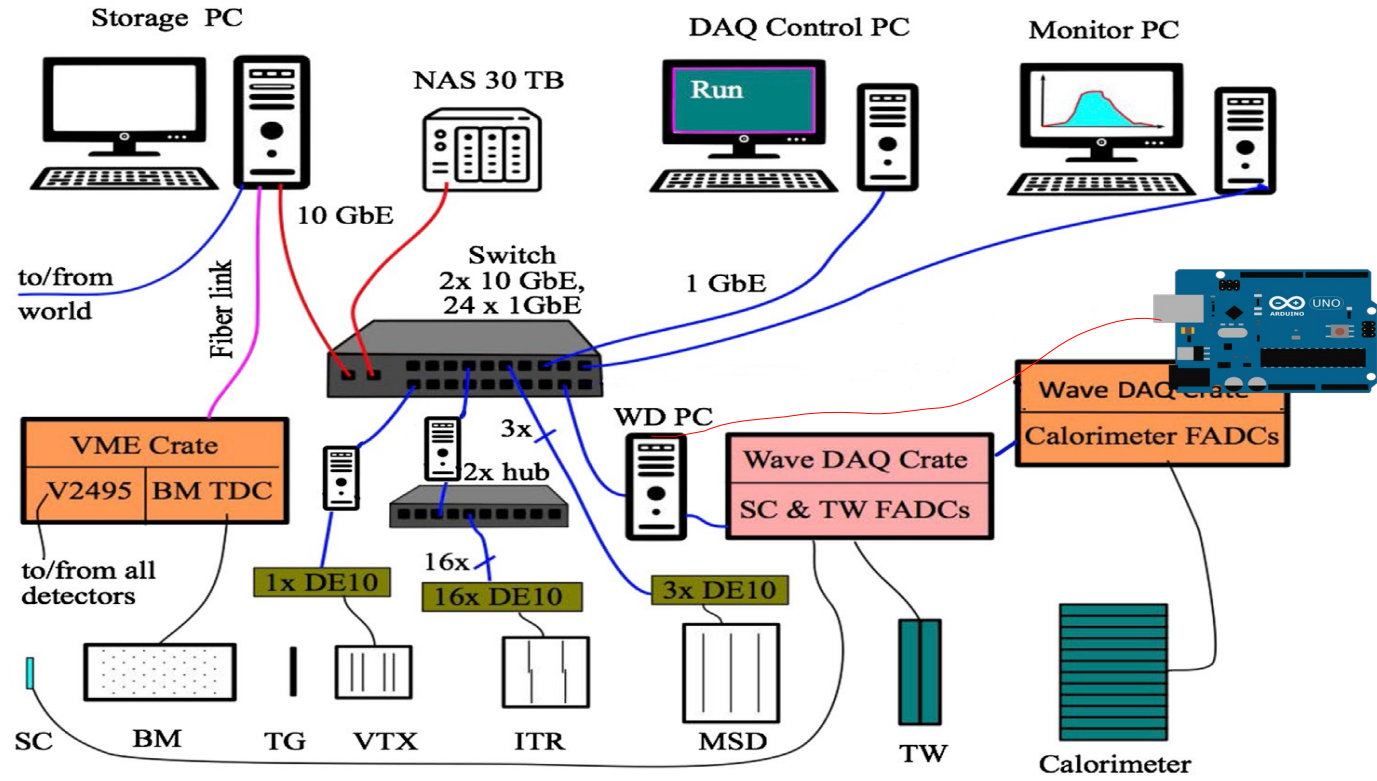 Storage PC
DAQ Control PC
Monitor PC
NAS 30 TB
Run
10 GbE
Switch
2x 10 GbE,
24 x 1GbE
1 GbE
to/from
world
Fiber link
UNO
ARDUINO
WD PC
3x
2x hub
16x
VME Crate
V2495
BM TDC
Wave DAQ Crate
SC & TW FADCs
Wave DAQ Crate
Calorimeter FADCs
to/from all
detectors
1x DE10
16x DE10
3x DE10
SC
BM
TG
VTX
ITR
MSD
TW
Calorimeter